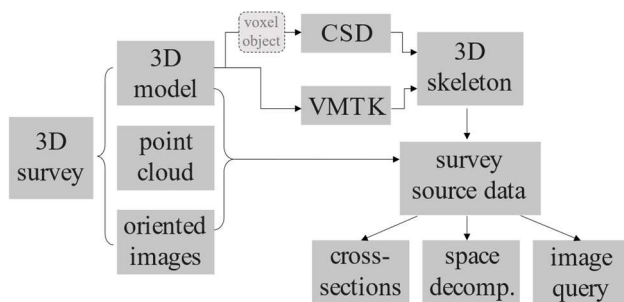 voxel
object
CSD
3D
model
3D
skeleton
VMTK
3D
survey
point
cloud
survey
source data
oriented
images
cross-
sections
space
decomp.
image
query